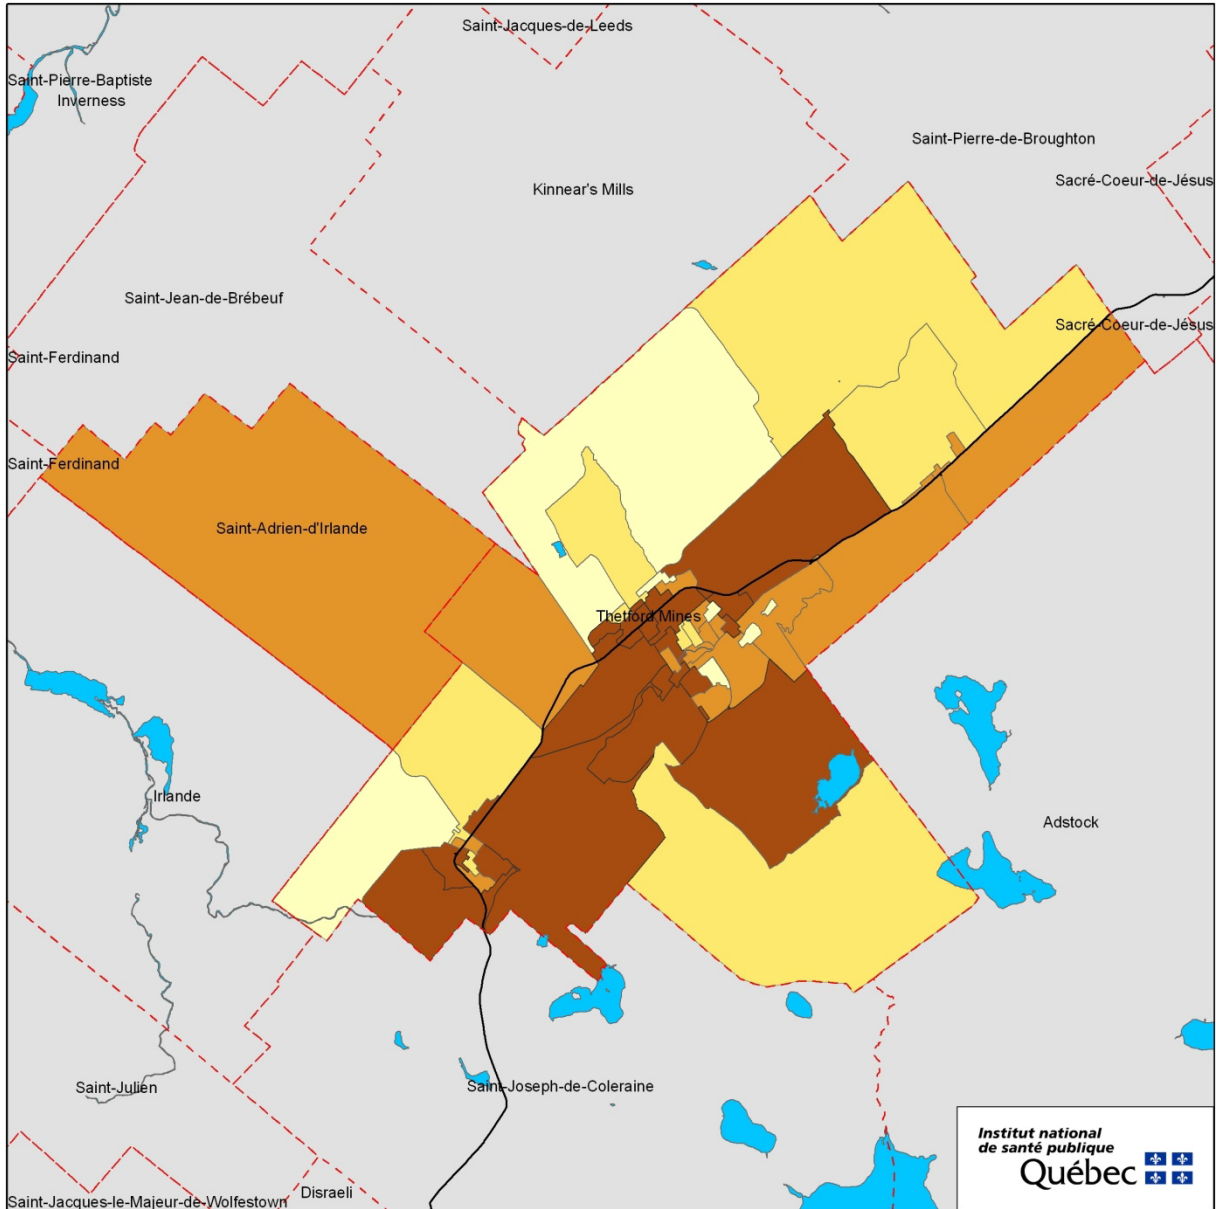 Saint-Jacques-de-Leeds
Saint-Pierre-Baptiste
Inverness
Saint-Pierre-de-Broughton
Sacré-Coeur-de-Jésus
Kinnear's Mills
Saint-Jean-de-Brébeuf
Sacré-Coeur-de-Jésus
Saint-Ferdinand
Saint-Ferdinand
Saint-Adrien-d'Irlande
Thetford Mines
Irlande
Adstock
Saint-Julien
Saint-Joseph-de-Coleraine
Disraeli
Saint-Jacques-le-Majeur-de-Wolfestown
Institut national
de santé publique
Québec